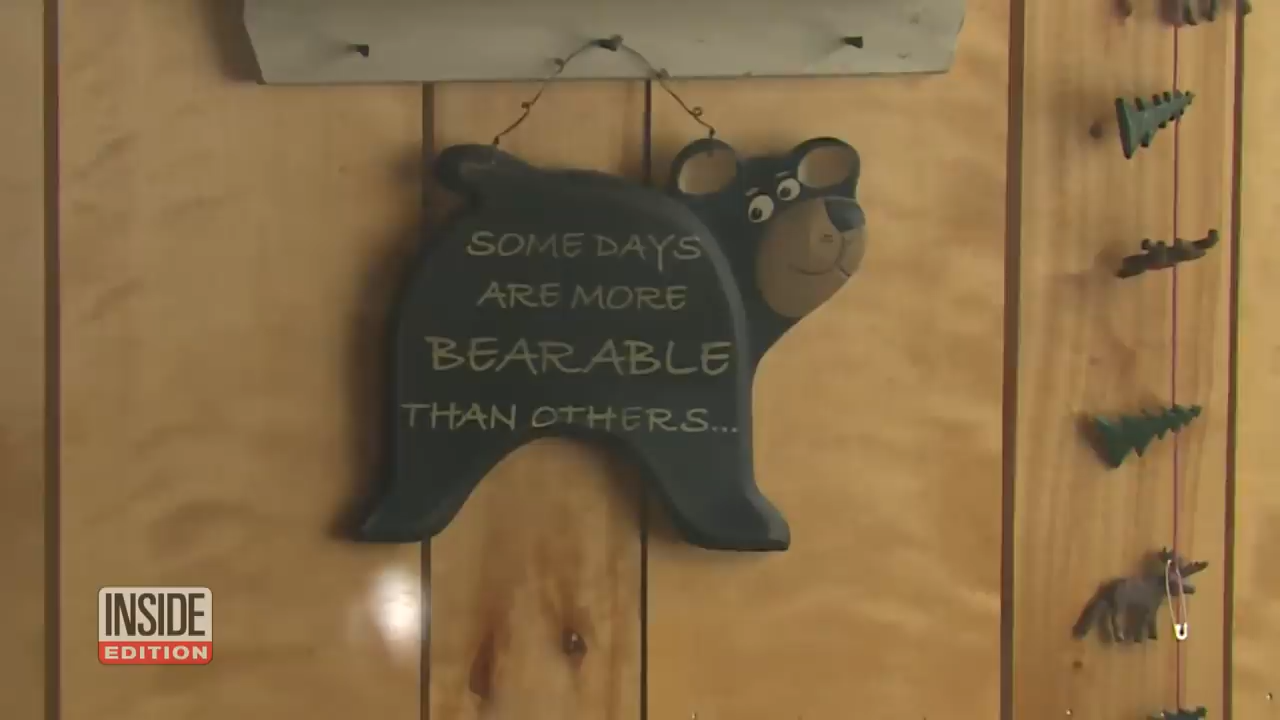 SOME DAYS
ARE MORE
BEARABLE
THAN OTHERS...
INSIDE
EDITION